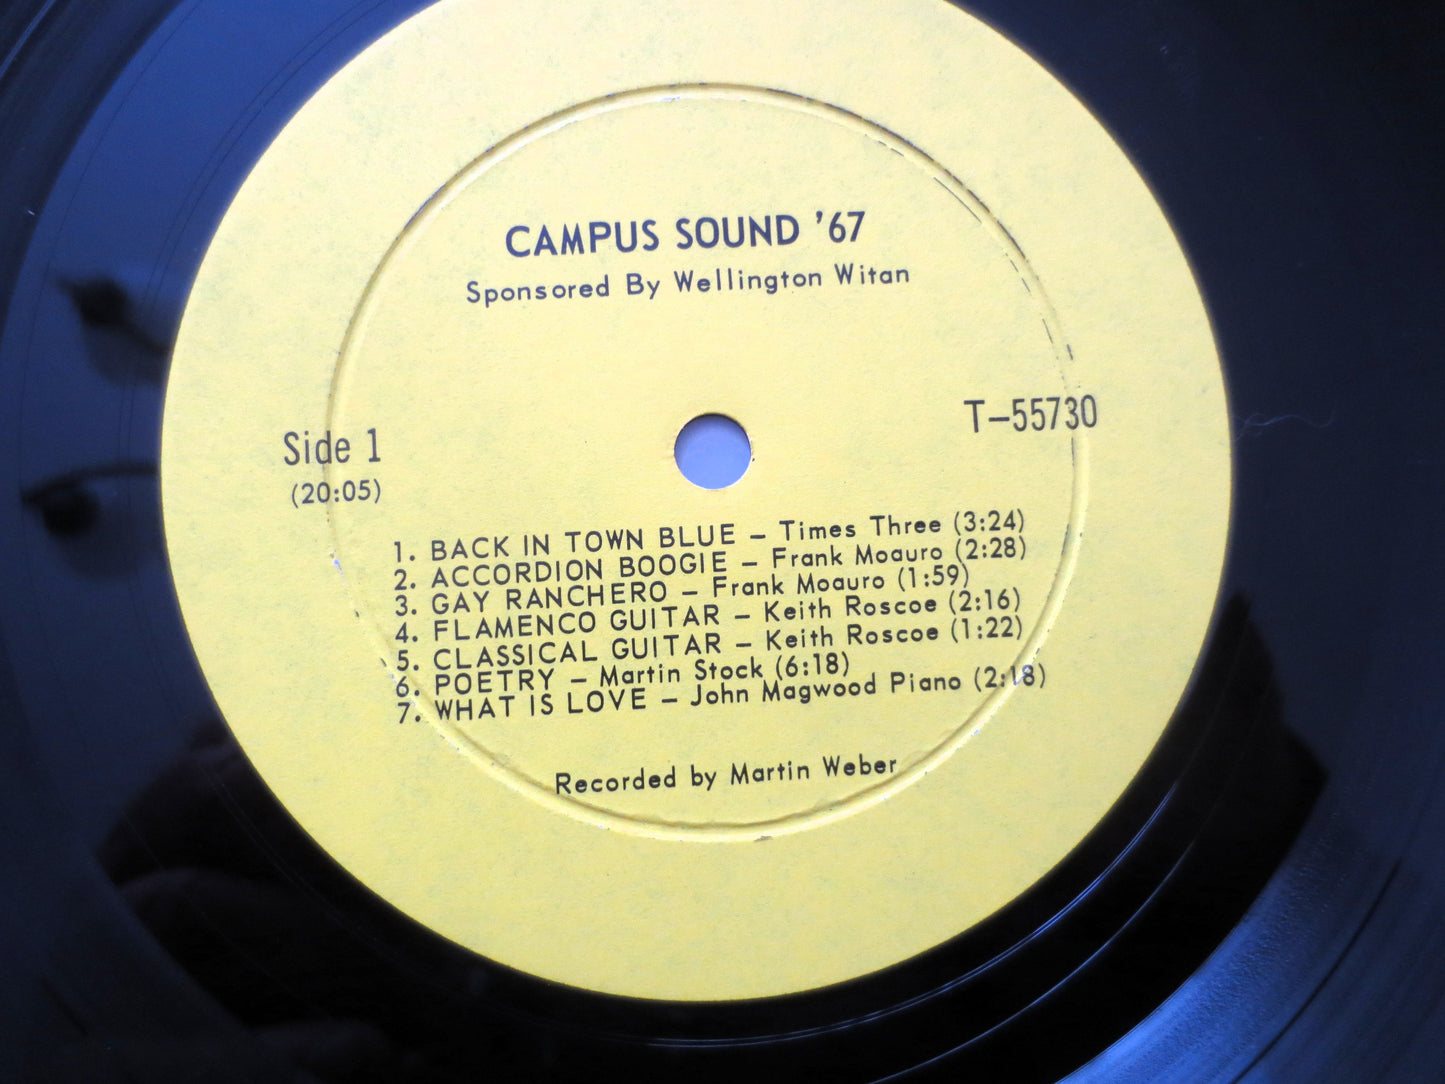 CAMPUS SOUND '67
Sponsored By Wellington Witan
T-55730
Side 1
(20:05)
1. BACK IN TOWN BLUE – Times Three (3:24)
2. ACCORDION BOOGIE – Frank Moauro (2:28)
3. GAY RANCHERO – Frank Moauro (1:59)
4. FLAMENCO GUITAR – Keith Roscoe (2:16)
5. CLASSICAL GUITAR – Keith Roscoe (1:22)
6. POETRY – Martin Stock (6:18)
7. WHAT IS LOVE – John Magwood Piano (2:18)
Recorded by Martin Weber